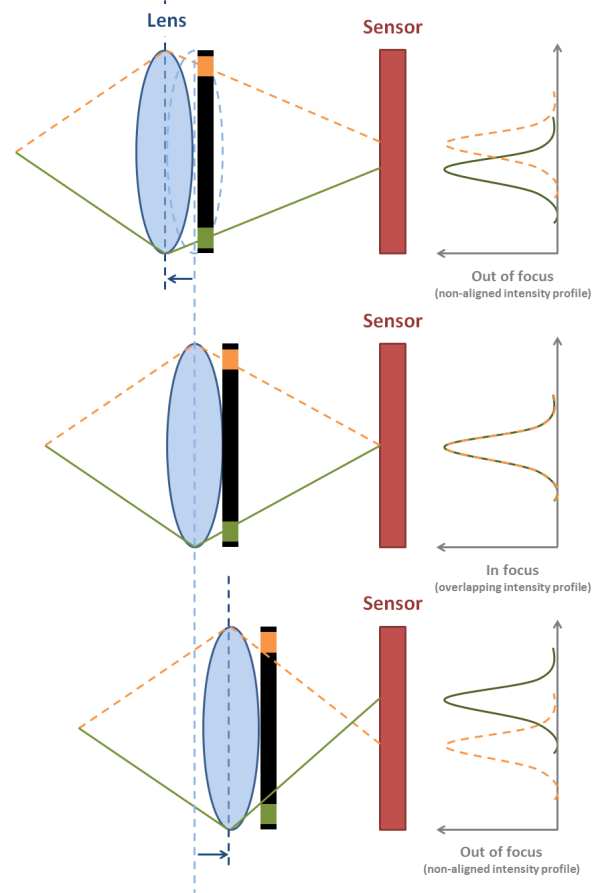 Lens
Sensor
Out of focus
(non-aligned intensity profile)
Sensor
In focus
(overlapping intensity profile)
Sensor
Out of focus
(non-aligned intensity profile)